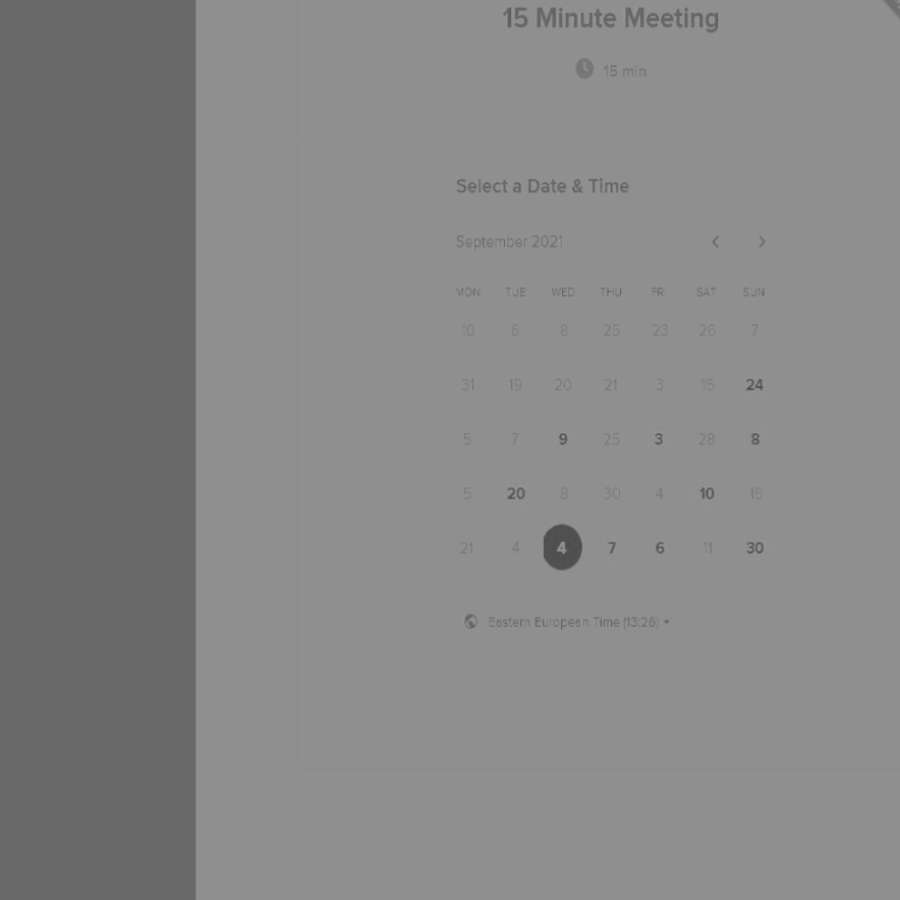 15 Minute Meeting
15 min
Select a Date & Time
September 2021
MON TUE WED THU FRI SAT SUN
10 6 8 25 23 26 7
31 19 20 21 3 15 24
5 7 9 25 3 28 8
5 20 8 30 4 10 16
21 4 4 7 6 11 30
Eastern European Time (13:26)